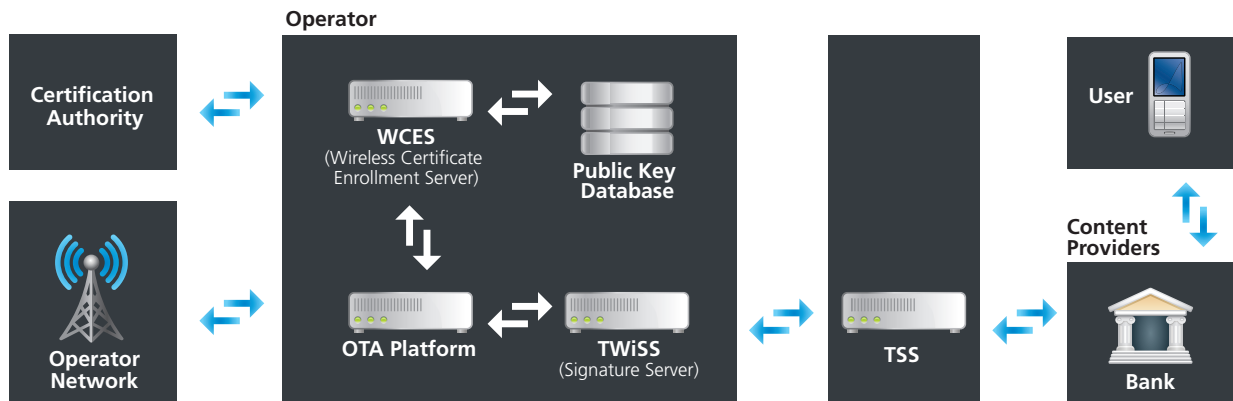 Operator
Certification
Authority
WCES
(Wireless Certificate
Enrollment Server)
Public Key
Database
User
Operator
Network
OTA Platform
TWiSS
(Signature Server)
TSS
Content
Providers
Bank